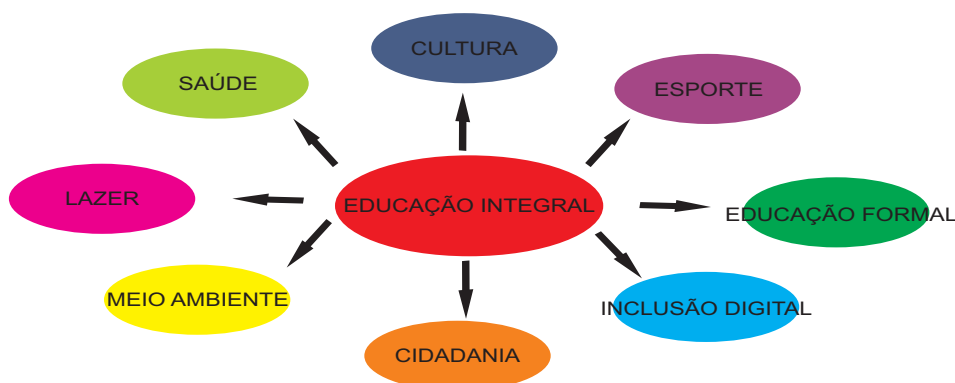 CULTURA
SAÚDE
ESPORTE
LAZER
EDUCAÇÃO INTEGRAL
EDUCAÇÃO FORMAL
MEIO AMBIENTE
INCLUSÃO DIGITAL
CIDADANIA